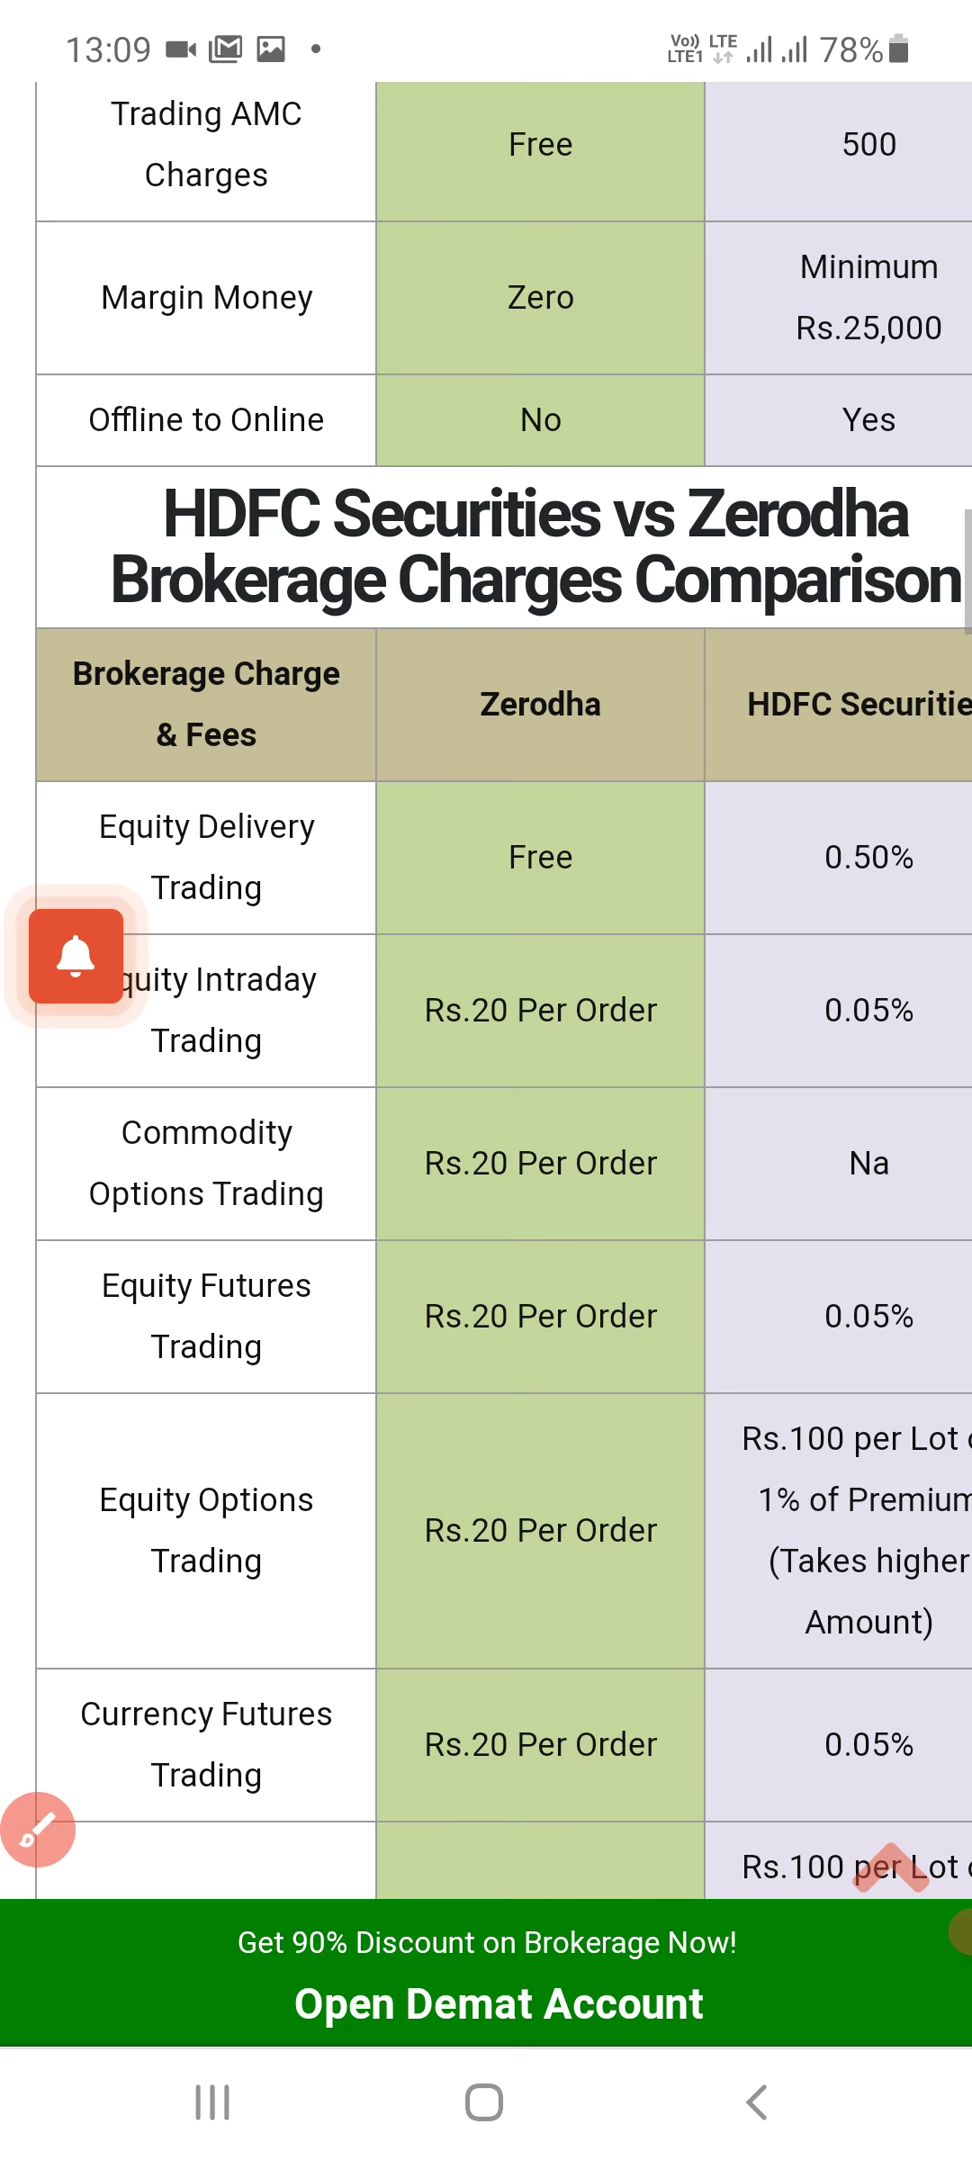 13:09
Vo)) LTE
LTE1
78%
Trading AMC
Charges
Free
500
Margin Money
Zero
Minimum
Rs.25,000
Offline to Online
No
Yes
HDFC Securities vs Zerodha
Brokerage Charges Comparison
Brokerage Charge
& Fees
Zerodha
HDFC Securitie
Equity Delivery
Trading
Free
0.50%
quity Intraday
Trading
Rs.20 Per Order
0.05%
Commodity
Options Trading
Rs.20 Per Order
Na
Equity Futures
Trading
Rs.20 Per Order
0.05%
Equity Options
Trading
Rs.20 Per Order
Rs.100 per Lot
1% of Premium
(Takes higher
Amount)
Currency Futures
Trading
Rs.20 Per Order
0.05%
Rs.100 per Lot
Get 90% Discount on Brokerage Now!
Open Demat Account